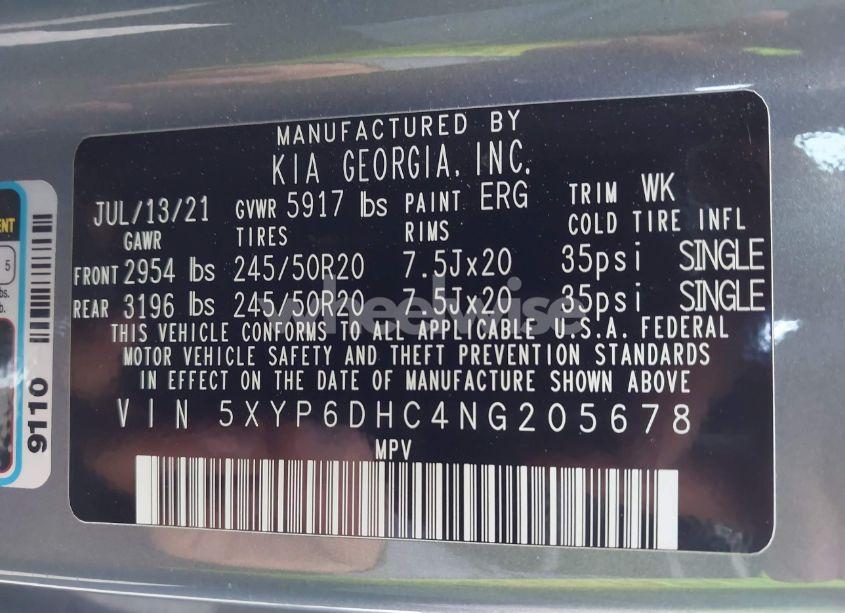 MANUFACTURED BY
KIA GEORGIA, INC.
JUL/13/21 GVWR 5917 lbs PAINT ERG TRIM WK
GAWR TIRES RIMS COLD TIRE INFL
FRONT 2954 lbs 245/50R20 7.5Jx20 35psi SINGLE
REAR 3196 lbs 245/50R20 7.5Jx20 35psi SINGLE
THIS VEHICLE CONFORMS TO ALL APPLICABLE U.S.A. FEDERAL
MOTOR VEHICLE SAFETY AND THEFT PREVENTION STANDARDS
IN EFFECT ON THE DATE OF MANUFACTURE SHOWN ABOVE
VIN 5XYP6DHC4NG205678
MPV
9110
5
wheelwise